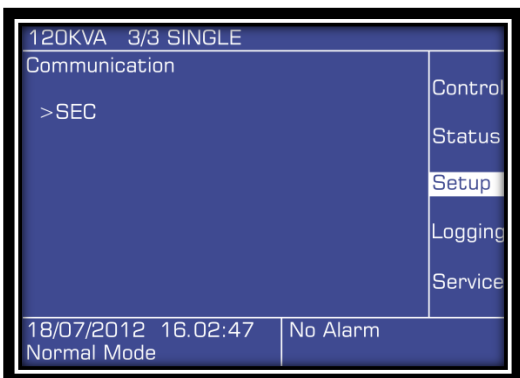 120KVA 3/3 SINGLE
Communication
>SEC
Control
Status
Setup
Logging
Service
18/07/2012 16.02:47
Normal Mode
No Alarm